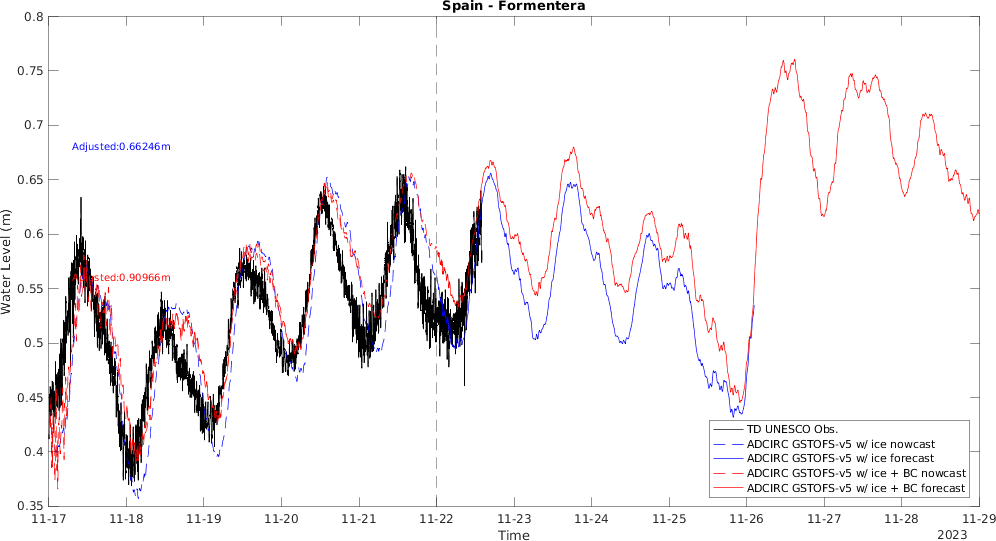 Spain - Formentera
0.8
0.75
0.7
0.65
0.6
0.55
0.5
0.45
0.4
0.35
Water Level (m)
Adjusted:0.66246m
Adjusted:0.90966m
TD UNESCO Obs.
ADCIRC GSTOFS-v5 w/ ice nowcast
ADCIRC GSTOFS-v5 w/ ice forecast
ADCIRC GSTOFS-v5 w/ ice + BC nowcast
ADCIRC GSTOFS-v5 w/ ice + BC forecast
11-17 11-18 11-19 11-20 11-21 11-22 11-23 11-24 11-25 11-26 11-27 11-28 11-29
Time
2023